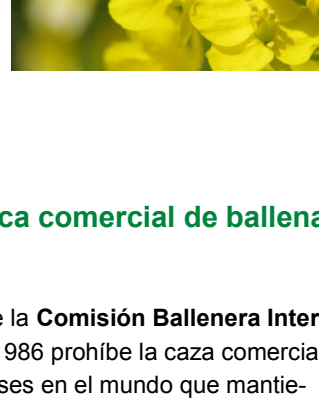 ca comercial de ballena
e la Comisión Ballenera Inter
986 prohíbe la caza comercia
ses en el mundo que mantie-